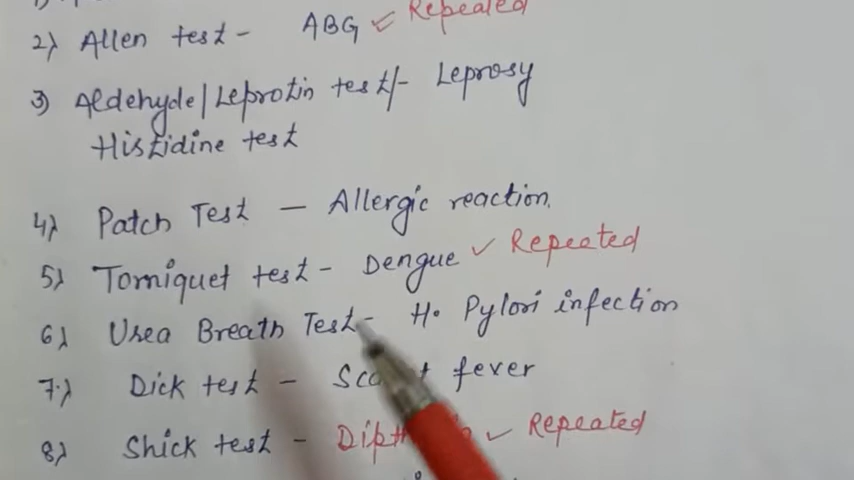 2) Allen test - ABG ✓ Repeated
3) Aldehyde/Leprotin test/- Leprosy
Histidine test
4) Patch Test - Allergic reaction.
5) Torniquet test - Dengue ✓ Repeated
6) Urea Breath Test - H. Pylori infection
7) Dick test - fever
8) Shick test - ✓ Repeated